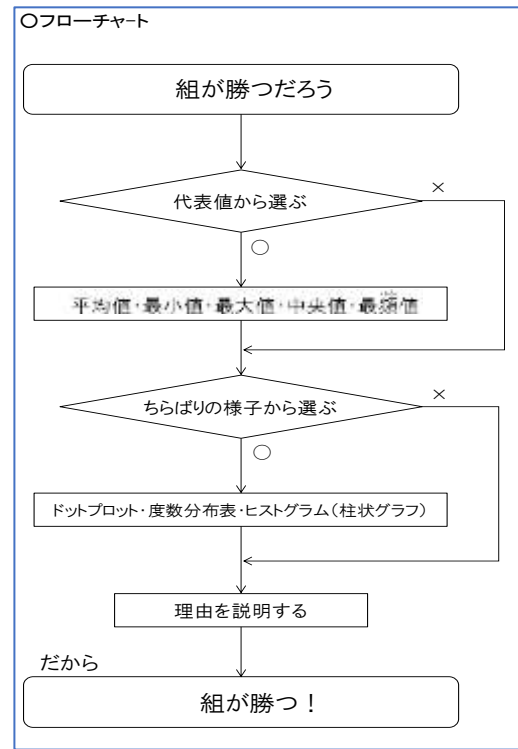 〇フローチャート
組が勝つだろう
代表値から選ぶ
×
〇
平均値・最小値・最大値・中央値・最頻値
ちらばりの様子から選ぶ
×
〇
ドットプロット・度数分布表・ヒストグラム(柱状グラフ)
理由を説明する
だから
組が勝つ!